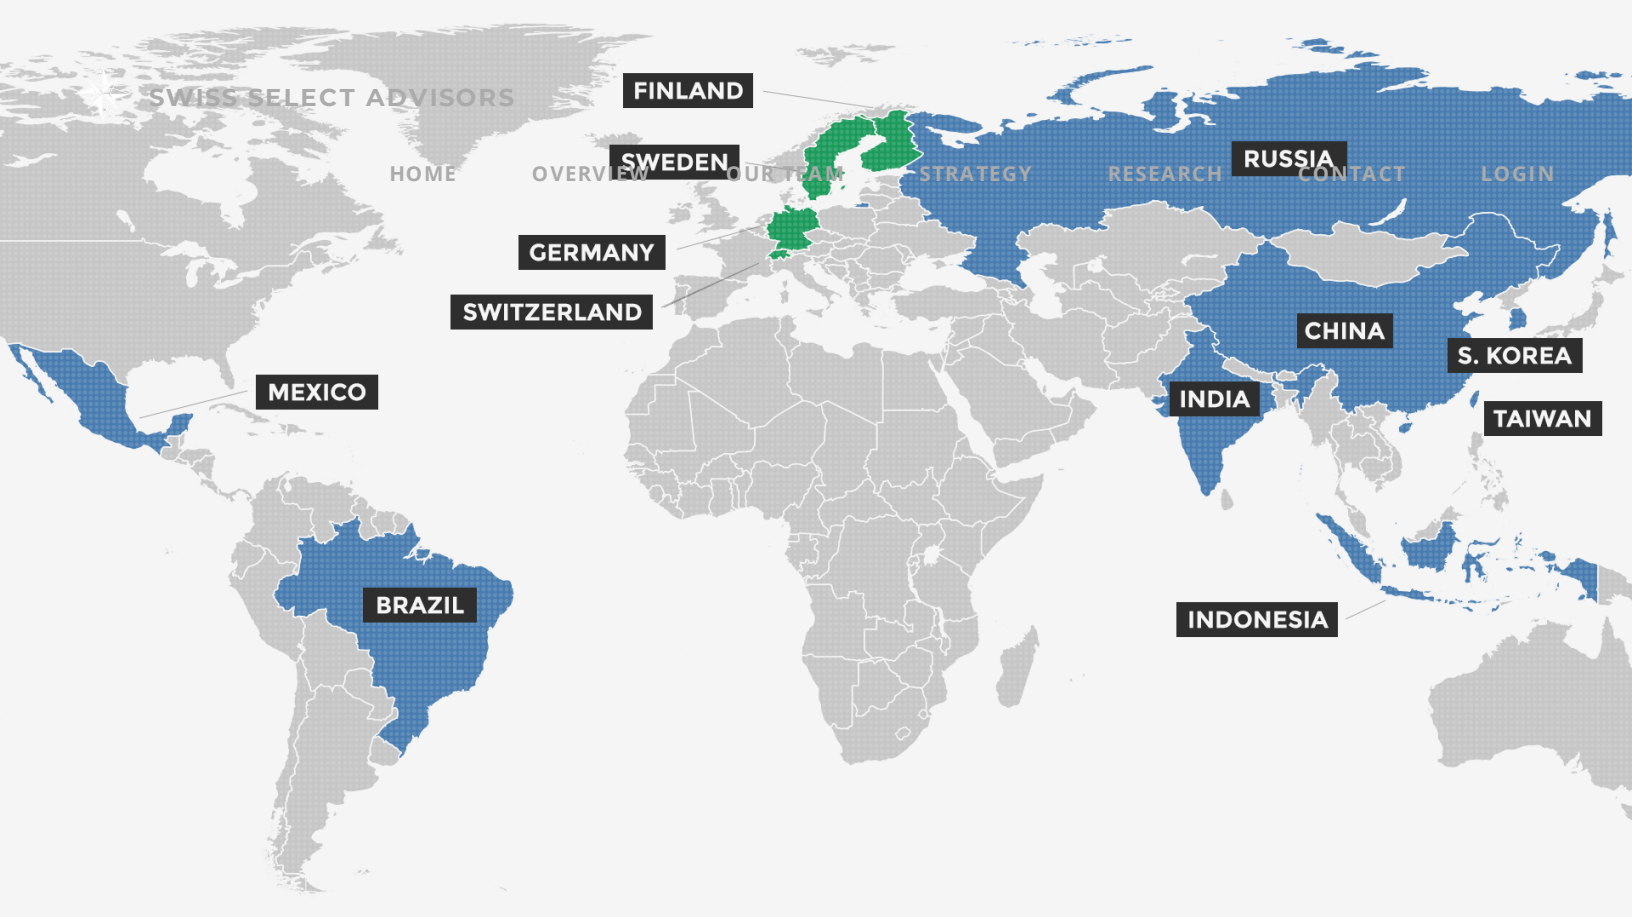 FINLAND
SWISS SELECT ADVISORS
SWEDEN
RUSSIA
HOME OVERVIEW OUR TEAM STRATEGY RESEARCH CONTACT LOGIN
GERMANY
SWITZERLAND
CHINA
S. KOREA
MEXICO
INDIA
TAIWAN
BRAZIL
INDONESIA